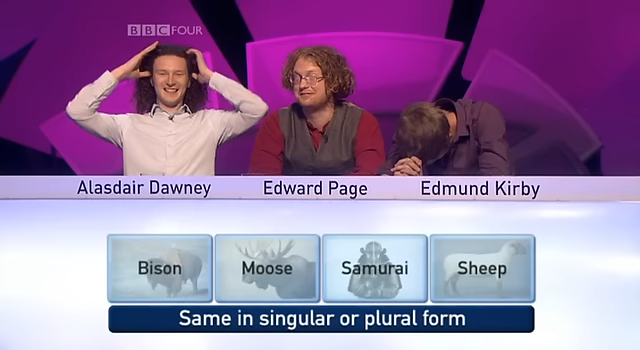 BBC FOUR
Alasdair Dawney Edward Page Edmund Kirby
Bison Moose Samurai Sheep
Same in singular or plural form